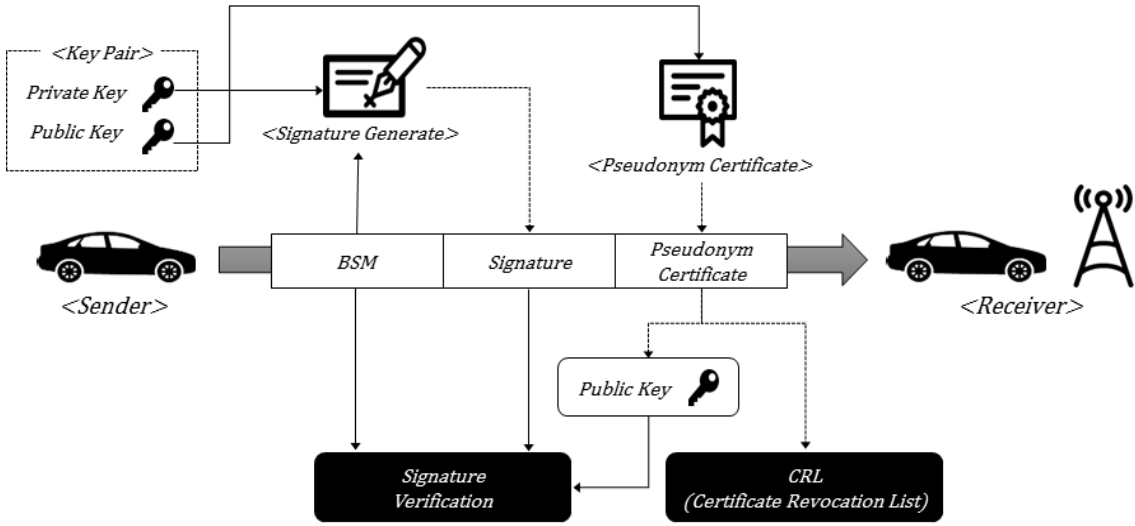 <Key Pair>
Private Key
Public Key
<Signature Generate>
<Pseudonym Certificate>
BSM
Signature
Pseudonym
Certificate
<Sender>
<Receiver>
Public Key
Signature
Verification
CRL
(Certificate Revocation List)